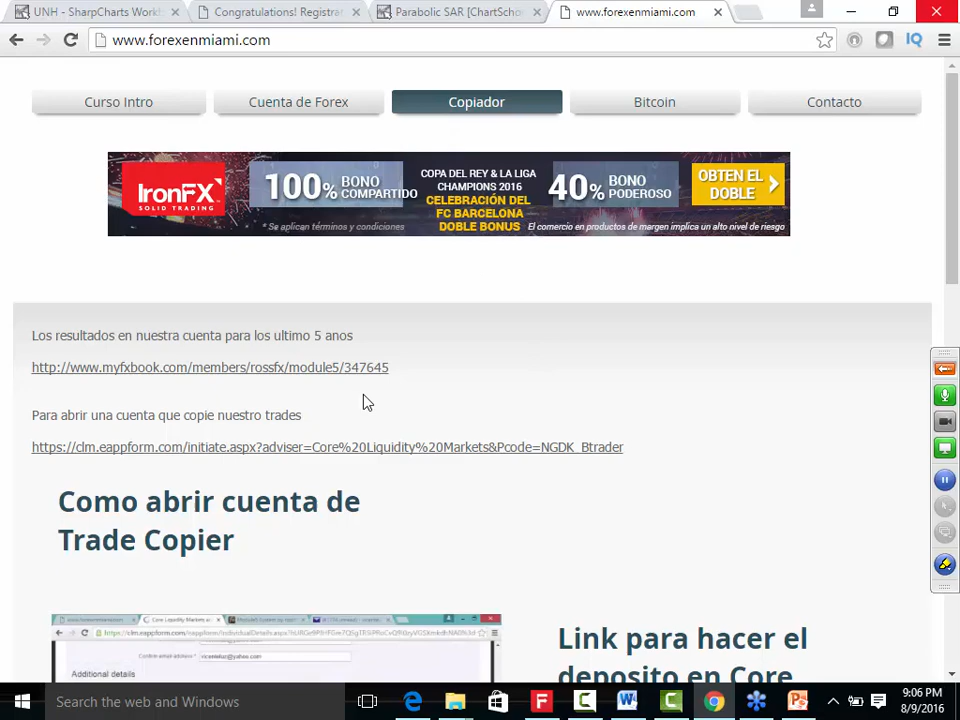 UNH - SharpCharts Work
Congratulations! Registra
Parabolic SAR [ChartScho
www.forexenmiami.com
www.forexenmiami.com
IQ
Curso Intro
Cuenta de Forex
Copiador
Bitcoin
Contacto
IronFX
SOLID TRADING
100% BONO COMPARTIDO
* Se aplican términos y condiciones
COPA DEL REY & LA LIGA
CHAMPIONS 2016
CELEBRACIÓN DEL
FC BARCELONA
DOBLE BONUS
40% BONO PODEROSO
El comercio en productos de margen implica un alto nivel de riesgo
OBTEN EL
DOBLE
Los resultados en nuestra cuenta para los ultimo 5 anos
http://www.myfxbook.com/members/rossfx/module5/347645
Para abrir una cuenta que copie nuestro trades
https://clm.eappform.com/initiate.aspx?adviser=Core%20Liquidity%20Markets&Pcode=NGDK_Btrader
Como abrir cuenta de
Trade Copier
Confirm email address *
Additional details
Link para hacer el
deposito en Core
Search the web and Windows
9:06 PM
8/9/2016